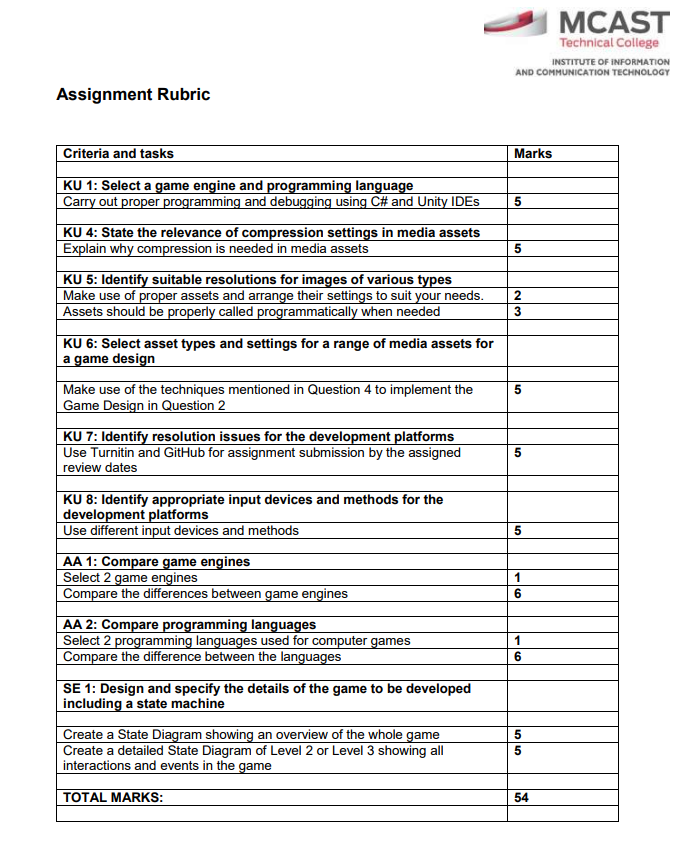 MCAST
Technical College
INSTITUTE OF INFORMATION
AND COMMUNICATION TECHNOLOGY
Assignment Rubric
Criteria and tasks Marks
KU 1: Select a game engine and programming language
Carry out proper programming and debugging using C# and Unity IDEs 5
KU 4: State the relevance of compression settings in media assets
Explain why compression is needed in media assets 5
KU 5: Identify suitable resolutions for images of various types
Make use of proper assets and arrange their settings to suit your needs. 2
Assets should be properly called programmatically when needed 3
KU 6: Select asset types and settings for a range of media assets for
a game design
Make use of the techniques mentioned in Question 4 to implement the 5
Game Design in Question 2
KU 7: Identify resolution issues for the development platforms
Use Turnitin and GitHub for assignment submission by the assigned 5
review dates
KU 8: Identify appropriate input devices and methods for the
development platforms
Use different input devices and methods 5
AA 1: Compare game engines
Select 2 game engines 1
Compare the differences between game engines 6
AA 2: Compare programming languages
Select 2 programming languages used for computer games 1
Compare the difference between the languages 6
SE 1: Design and specify the details of the game to be developed
including a state machine
Create a State Diagram showing an overview of the whole game 5
Create a detailed State Diagram of Level 2 or Level 3 showing all 5
interactions and events in the game
TOTAL MARKS: 54